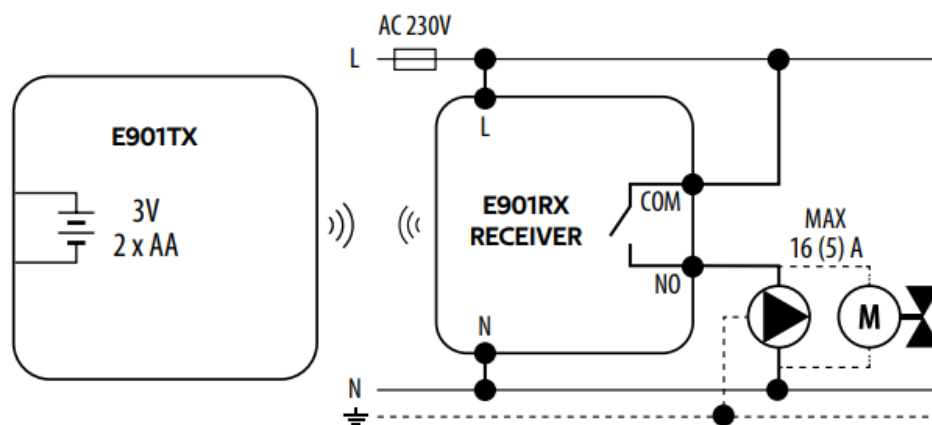 AC 230V
L
L
E901TX
3V
2 x AA
E901RX
RECEIVER
COM
NO
MAX
16 (5) A
M
N
N